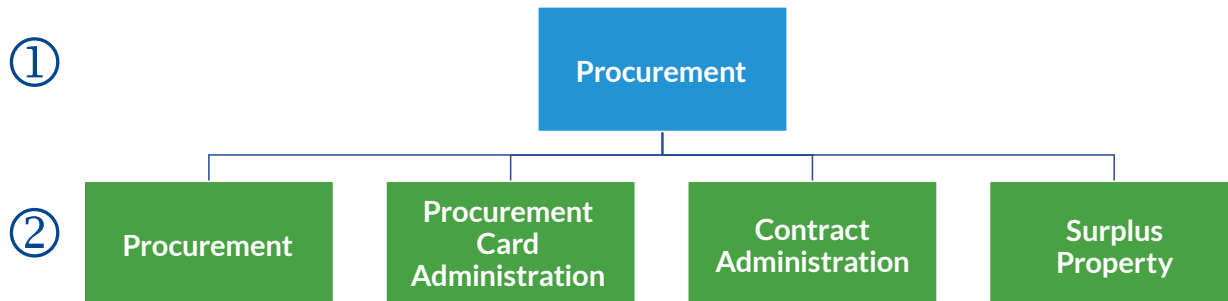 ①
Procurement
②
Procurement
Procurement
Card
Administration
Contract
Administration
Surplus
Property